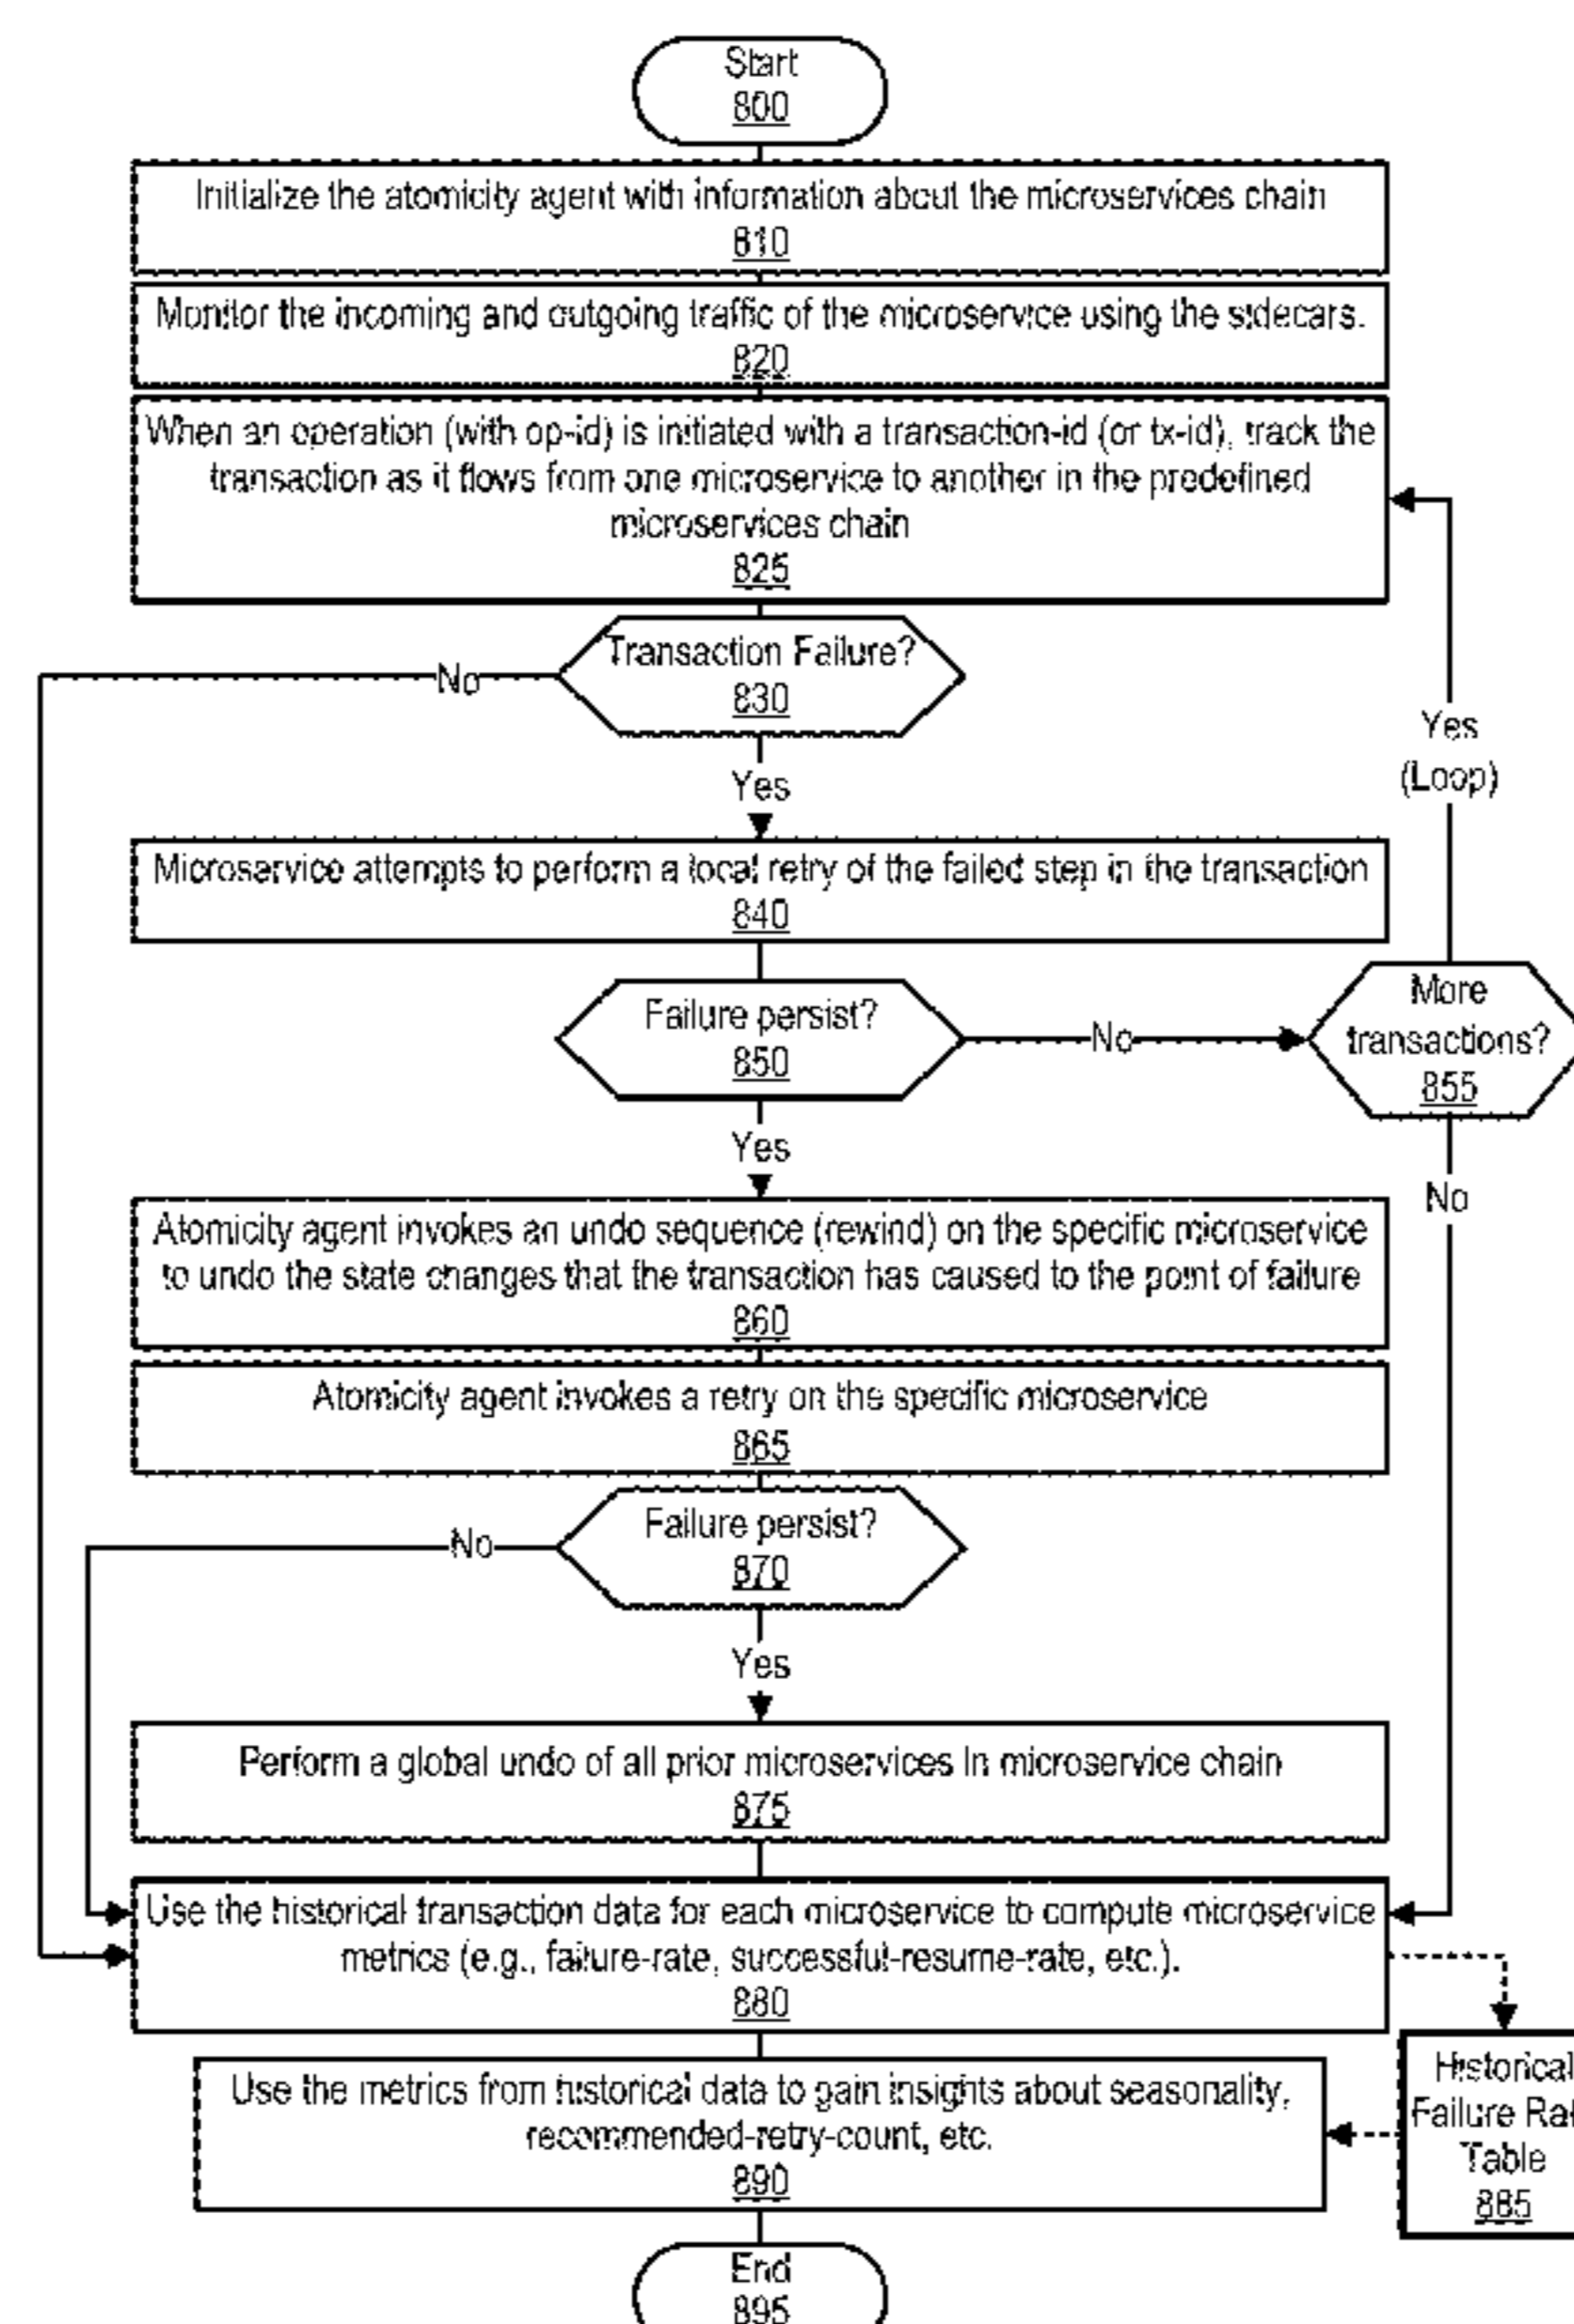 Start
800
Initialize the atomicity agent with information about the microservices chain
810
Monitor the incoming and outgoing traffic of the microservice using the sidecars.
820
When an operation (with op-id) is initiated with a transaction-id (or tx-id), track the
transaction as it flows from one microservice to another in the predefined
microservices chain
825
Transaction Failure?
830
No
Yes
Yes
(Loop)
Microservice attempts to perform a local retry of the failed step in the transaction
840
Failure persist?
850
No
More
transactions?
855
Yes
No
Atomicity agent invokes an undo sequence (rewind) on the specific microservice
to undo the state changes that the transaction has caused to the point of failure
860
Atomicity agent invokes a retry on the specific microservice
865
Failure persist?
870
No
Yes
Perform a global undo of all prior microservices in microservice chain
875
Use the historical transaction data for each microservice to compute microservice
metrics (e.g., failure-rate, successful-resume-rate, etc.).
880
Use the metrics from historical data to gain insights about seasonality,
recommended-retry-count, etc.
890
Historical
Failure
Table
885
End
895